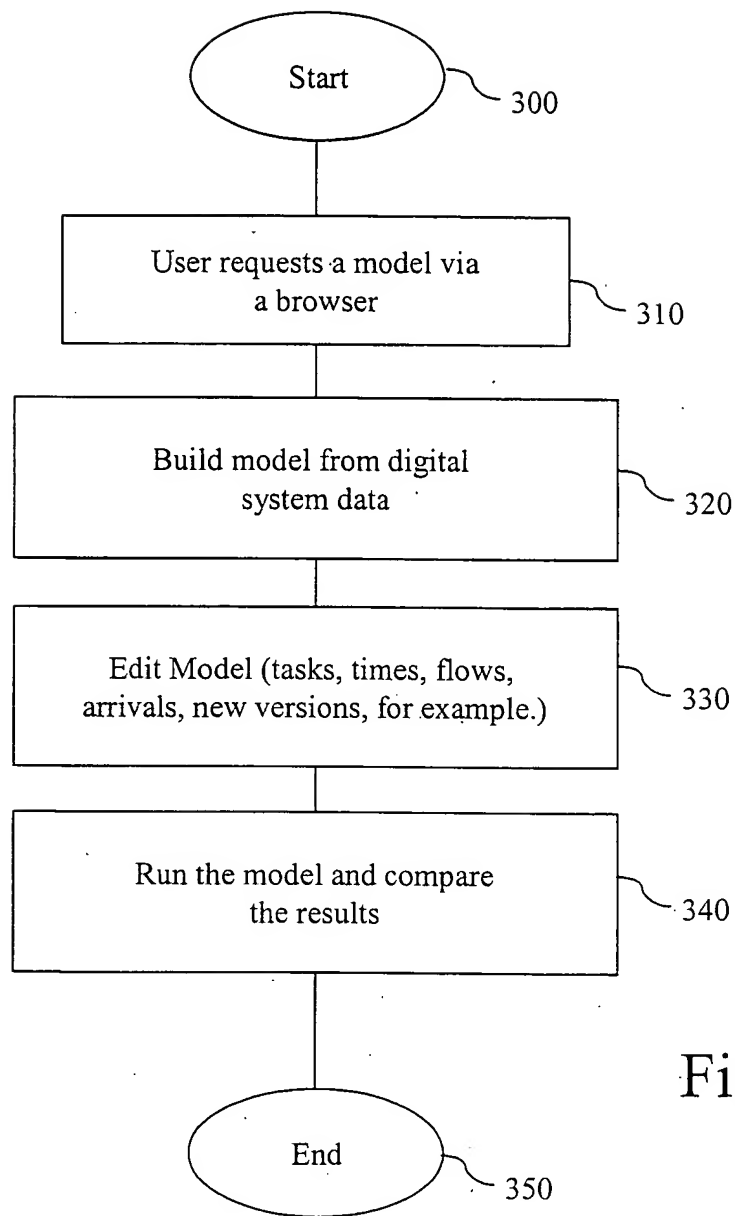 Start
300
User requests a model via
a browser
310
Build model from digital
system data
320
Edit Model (tasks, times, flows,
arrivals, new versions, for example.)
330
Run the model and compare
the results
340
Fi
End
350